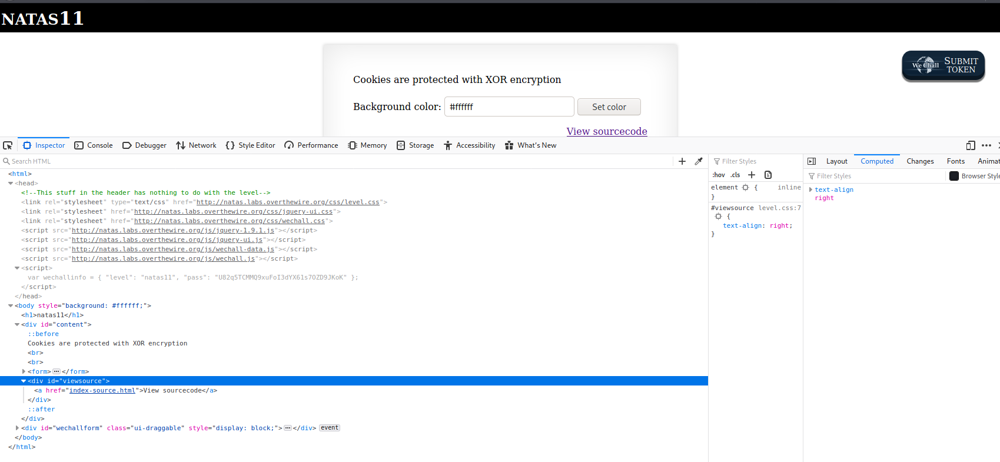 NATAS11
We Chall SUBMIT TOKEN
Cookies are protected with XOR encryption
Background color: #ffffff Set color
View sourcecode
Inspector Console Debugger Network Style Editor Performance Memory Storage Accessibility What's New
Search HTML
<html>
<head>
<!--This stuff in the header has nothing to do with the level-->
<link rel="stylesheet" type="text/css" href="http://natas.labs.overthewire.org/css/level.css">
<link rel="stylesheet" href="http://natas.labs.overthewire.org/css/jquery-ui.css">
<link rel="stylesheet" href="http://natas.labs.overthewire.org/css/wechall.css">
<script src="http://natas.labs.overthewire.org/js/jquery-1.9.1.js"></script>
<script src="http://natas.labs.overthewire.org/js/jquery-ui.js"></script>
<script src="http://natas.labs.overthewire.org/js/wechall-data.js"></script>
<script src="http://natas.labs.overthewire.org/js/wechall.js"></script>
<script>
var wechallinfo = { "level": "natas11", "pass": "U82q5TCMMQ9xuFoI3dYX61s7OZD9JKoK" };
</script>
</head>
<body style="background: #ffffff;">
<h1>natas11</h1>
<div id="content">
::before
Cookies are protected with XOR encryption
<br>
<br>
<form></form>
<div id="viewsource">
<a href="index-source.html">View sourcecode</a>
</div>
::after
</div>
<div id="wechallform" class="ui-draggable" style="display: block;"></div> event
</body>
</html>
Filter Styles
:hov .cls
element { inline
}
#viewsource level.css:7
{
text-align: right;
}
Layout Computed Changes Fonts Animat
Filter Styles Browser Style
text-align
right